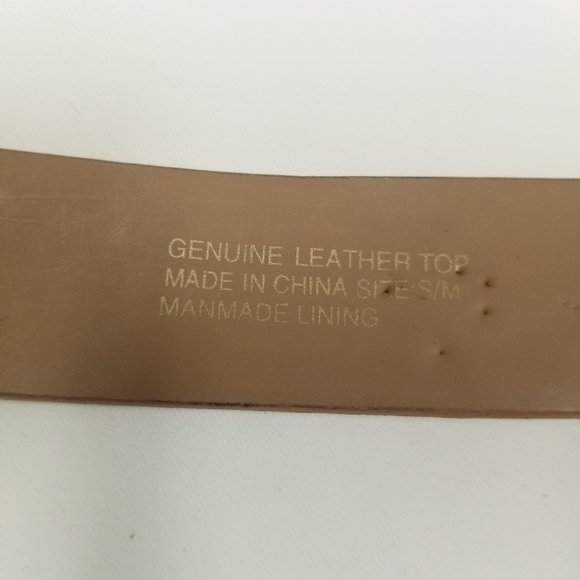 GENUINE LEATHER TOP
MADE IN CHINA SIZE:S/M
MANMADE LINING